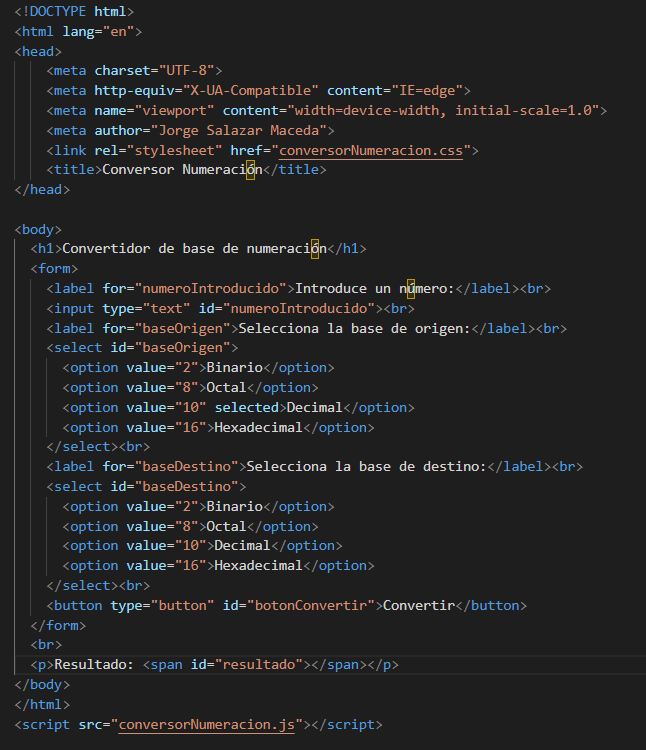 <!DOCTYPE html>
<html lang="en">
<head>
    <meta charset="UTF-8">
    <meta http-equiv="X-UA-Compatible" content="IE=edge">
    <meta name="viewport" content="width=device-width, initial-scale=1.0">
    <meta author="Jorge Salazar Maceda">
    <link rel="stylesheet" href="conversorNumeracion.css">
    <title>Conversor Numeración</title>
</head>

<body>
  <h1>Convertidor de base de numeración</h1>
  <form>
    <label for="numeroIntroducido">Introduce un número:</label><br>
    <input type="text" id="numeroIntroducido"><br>
    <label for="baseOrigen">Selecciona la base de origen:</label><br>
    <select id="baseOrigen">
      <option value="2">Binario</option>
      <option value="8">Octal</option>
      <option value="10" selected>Decimal</option>
      <option value="16">Hexadecimal</option>
    </select><br>
    <label for="baseDestino">Selecciona la base de destino:</label><br>
    <select id="baseDestino">
      <option value="2">Binario</option>
      <option value="8">Octal</option>
      <option value="10">Decimal</option>
      <option value="16">Hexadecimal</option>
    </select><br>
    <button type="button" id="botonConvertir">Convertir</button>
  </form>
  <br>
  <p>Resultado: <span id="resultado"></span></p>
</body>
</html>
<script src="conversorNumeracion.js"></script>